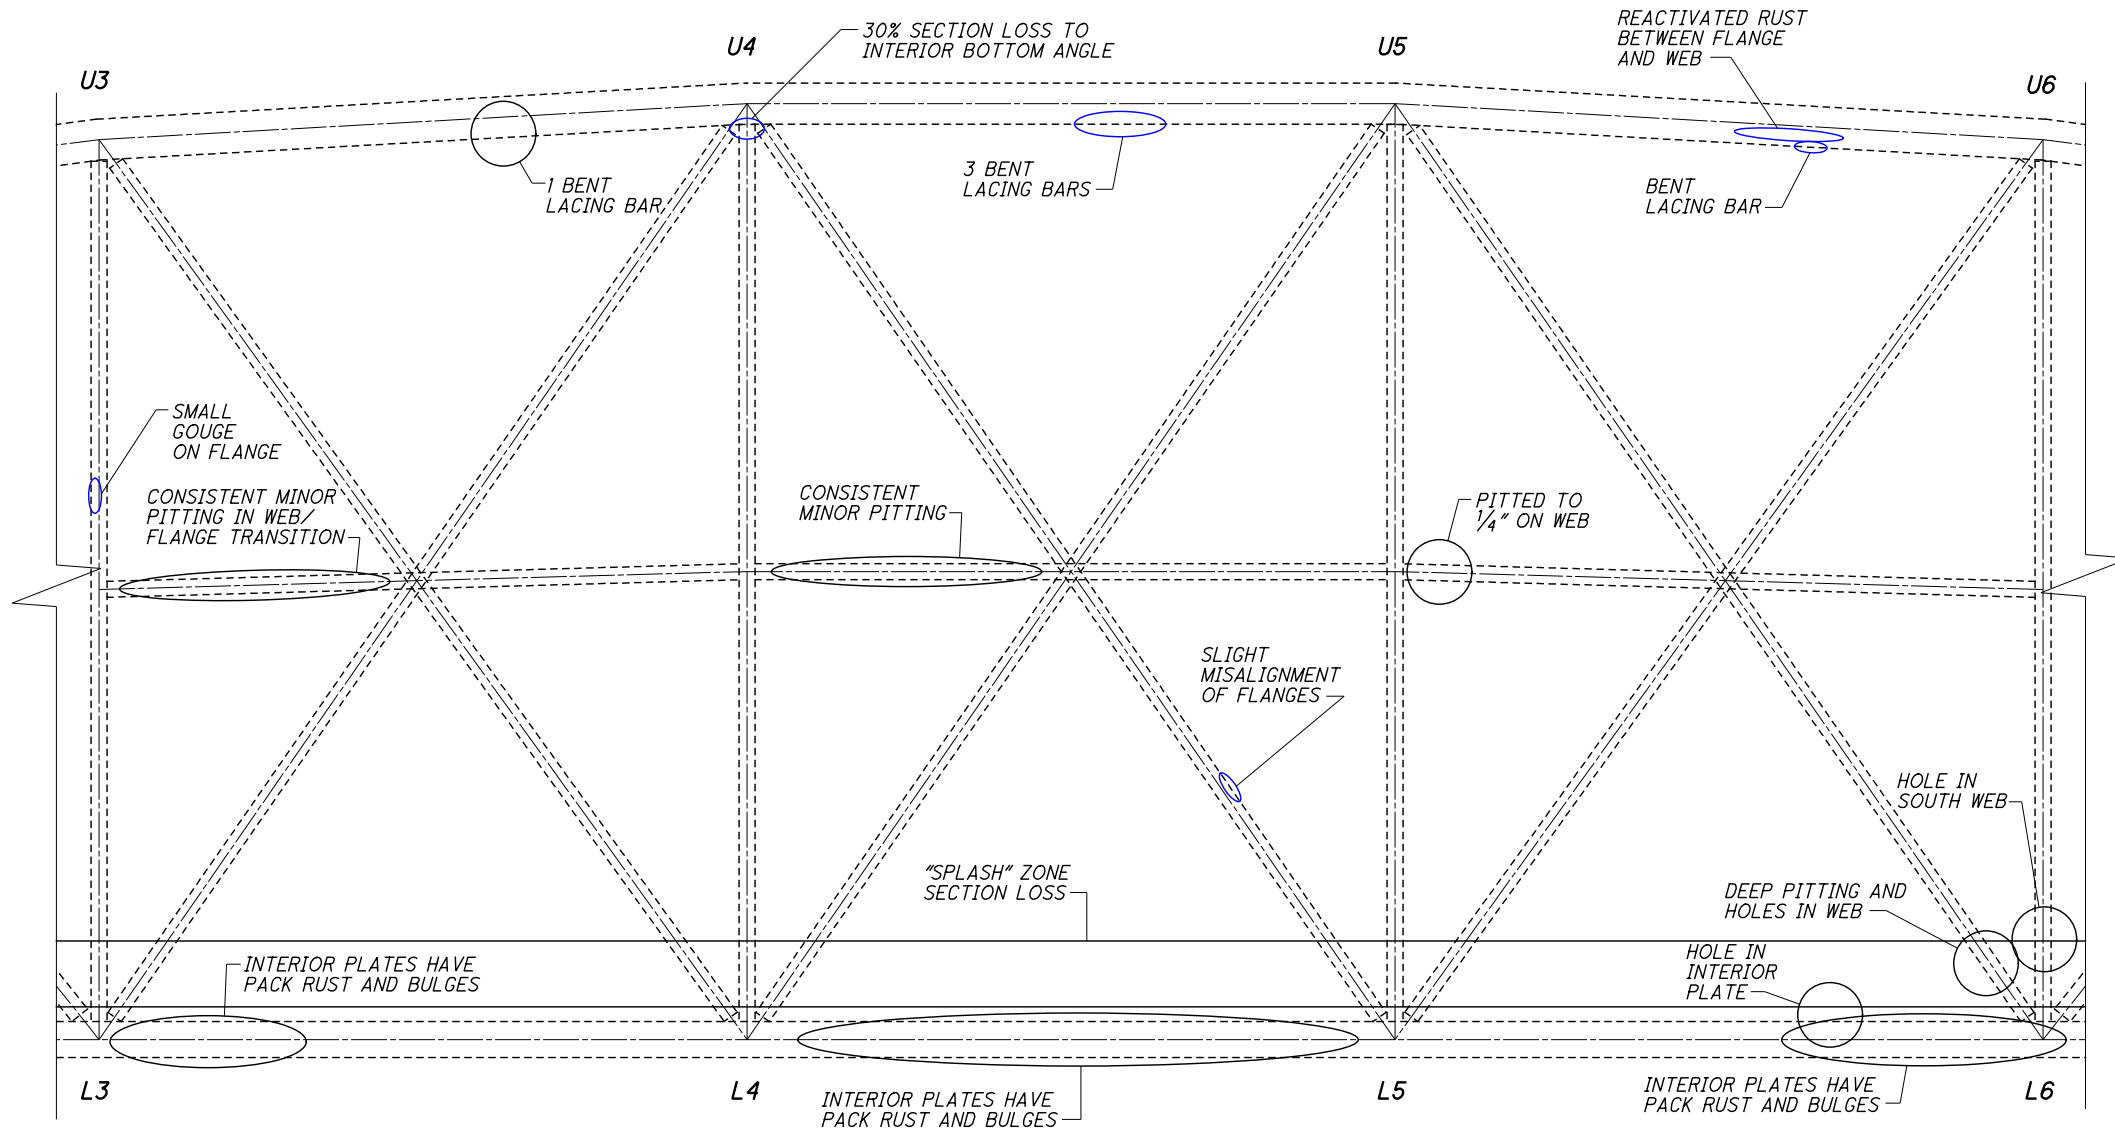 U3
U4
30% SECTION LOSS TO
INTERIOR BOTTOM ANGLE
U5
REACTIVATED RUST
BETWEEN FLANGE
AND WEB
U6
1 BENT
LACING BAR
3 BENT
LACING BARS
BENT
LACING BAR
SMALL
GOUGE
ON FLANGE
CONSISTENT MINOR
PITTING IN WEB/
FLANGE TRANSITION
CONSISTENT
MINOR PITTING
PITTED TO
1/4" ON WEB
SLIGHT
MISALIGNMENT
OF FLANGES
HOLE IN
SOUTH WEB
"SPLASH" ZONE
SECTION LOSS
DEEP PITTING AND
HOLES IN WEB
HOLE IN
INTERIOR
PLATE
INTERIOR PLATES HAVE
PACK RUST AND BULGES
L3
L4
INTERIOR PLATES HAVE
PACK RUST AND BULGES
L5
INTERIOR PLATES HAVE
PACK RUST AND BULGES
L6